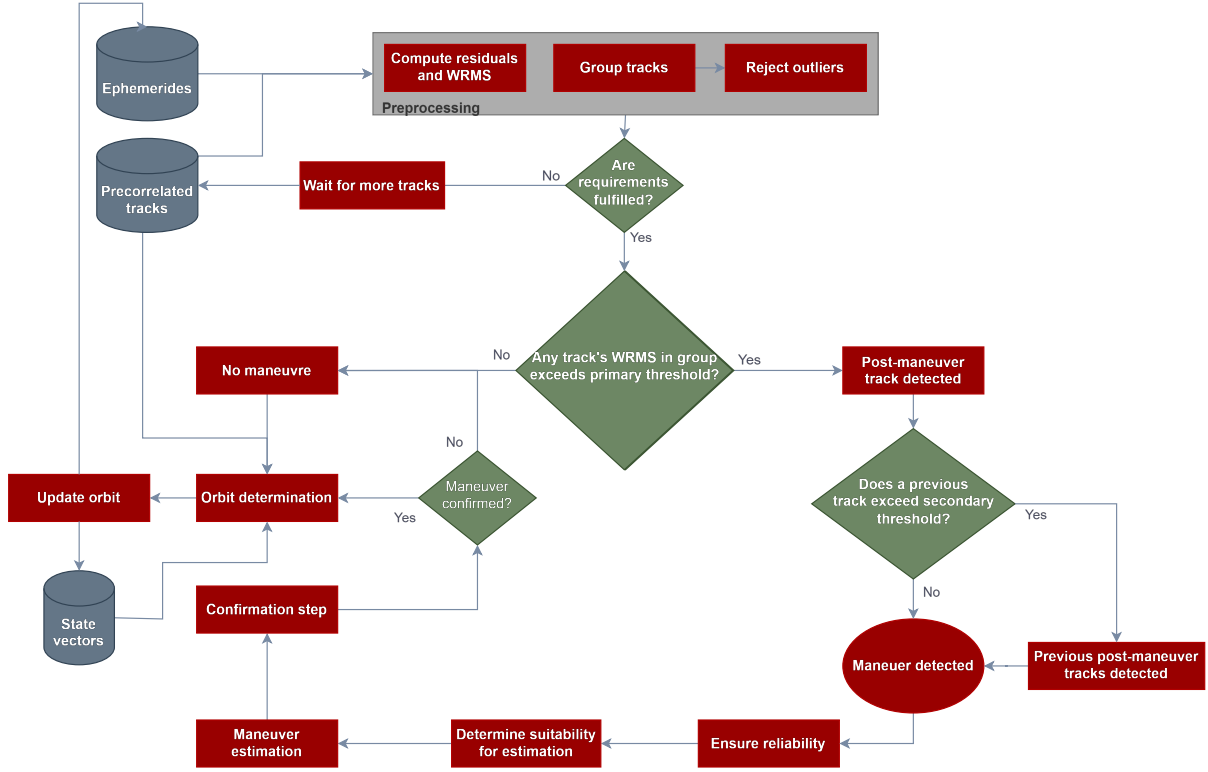 Ephemerides
Compute residuals
and WRMS
Group tracks
Reject outliers
Preprocessing
Precorrelated
tracks
Wait for more tracks
No
Are
requirements
fulfilled?
Yes
No maneuvre
No
Any track's WRMS in group
exceeds primary threshold?
Yes
Post-maneuver
track detected
No
Maneuver
confirmed?
Yes
Update orbit
Orbit determination
Does a previous
track exceed secondary
threshold?
Yes
No
State
vectors
Confirmation step
Maneuer detected
Previous post-maneuver
tracks detected
Maneuver
estimation
Determine suitability
for estimation
Ensure reliability